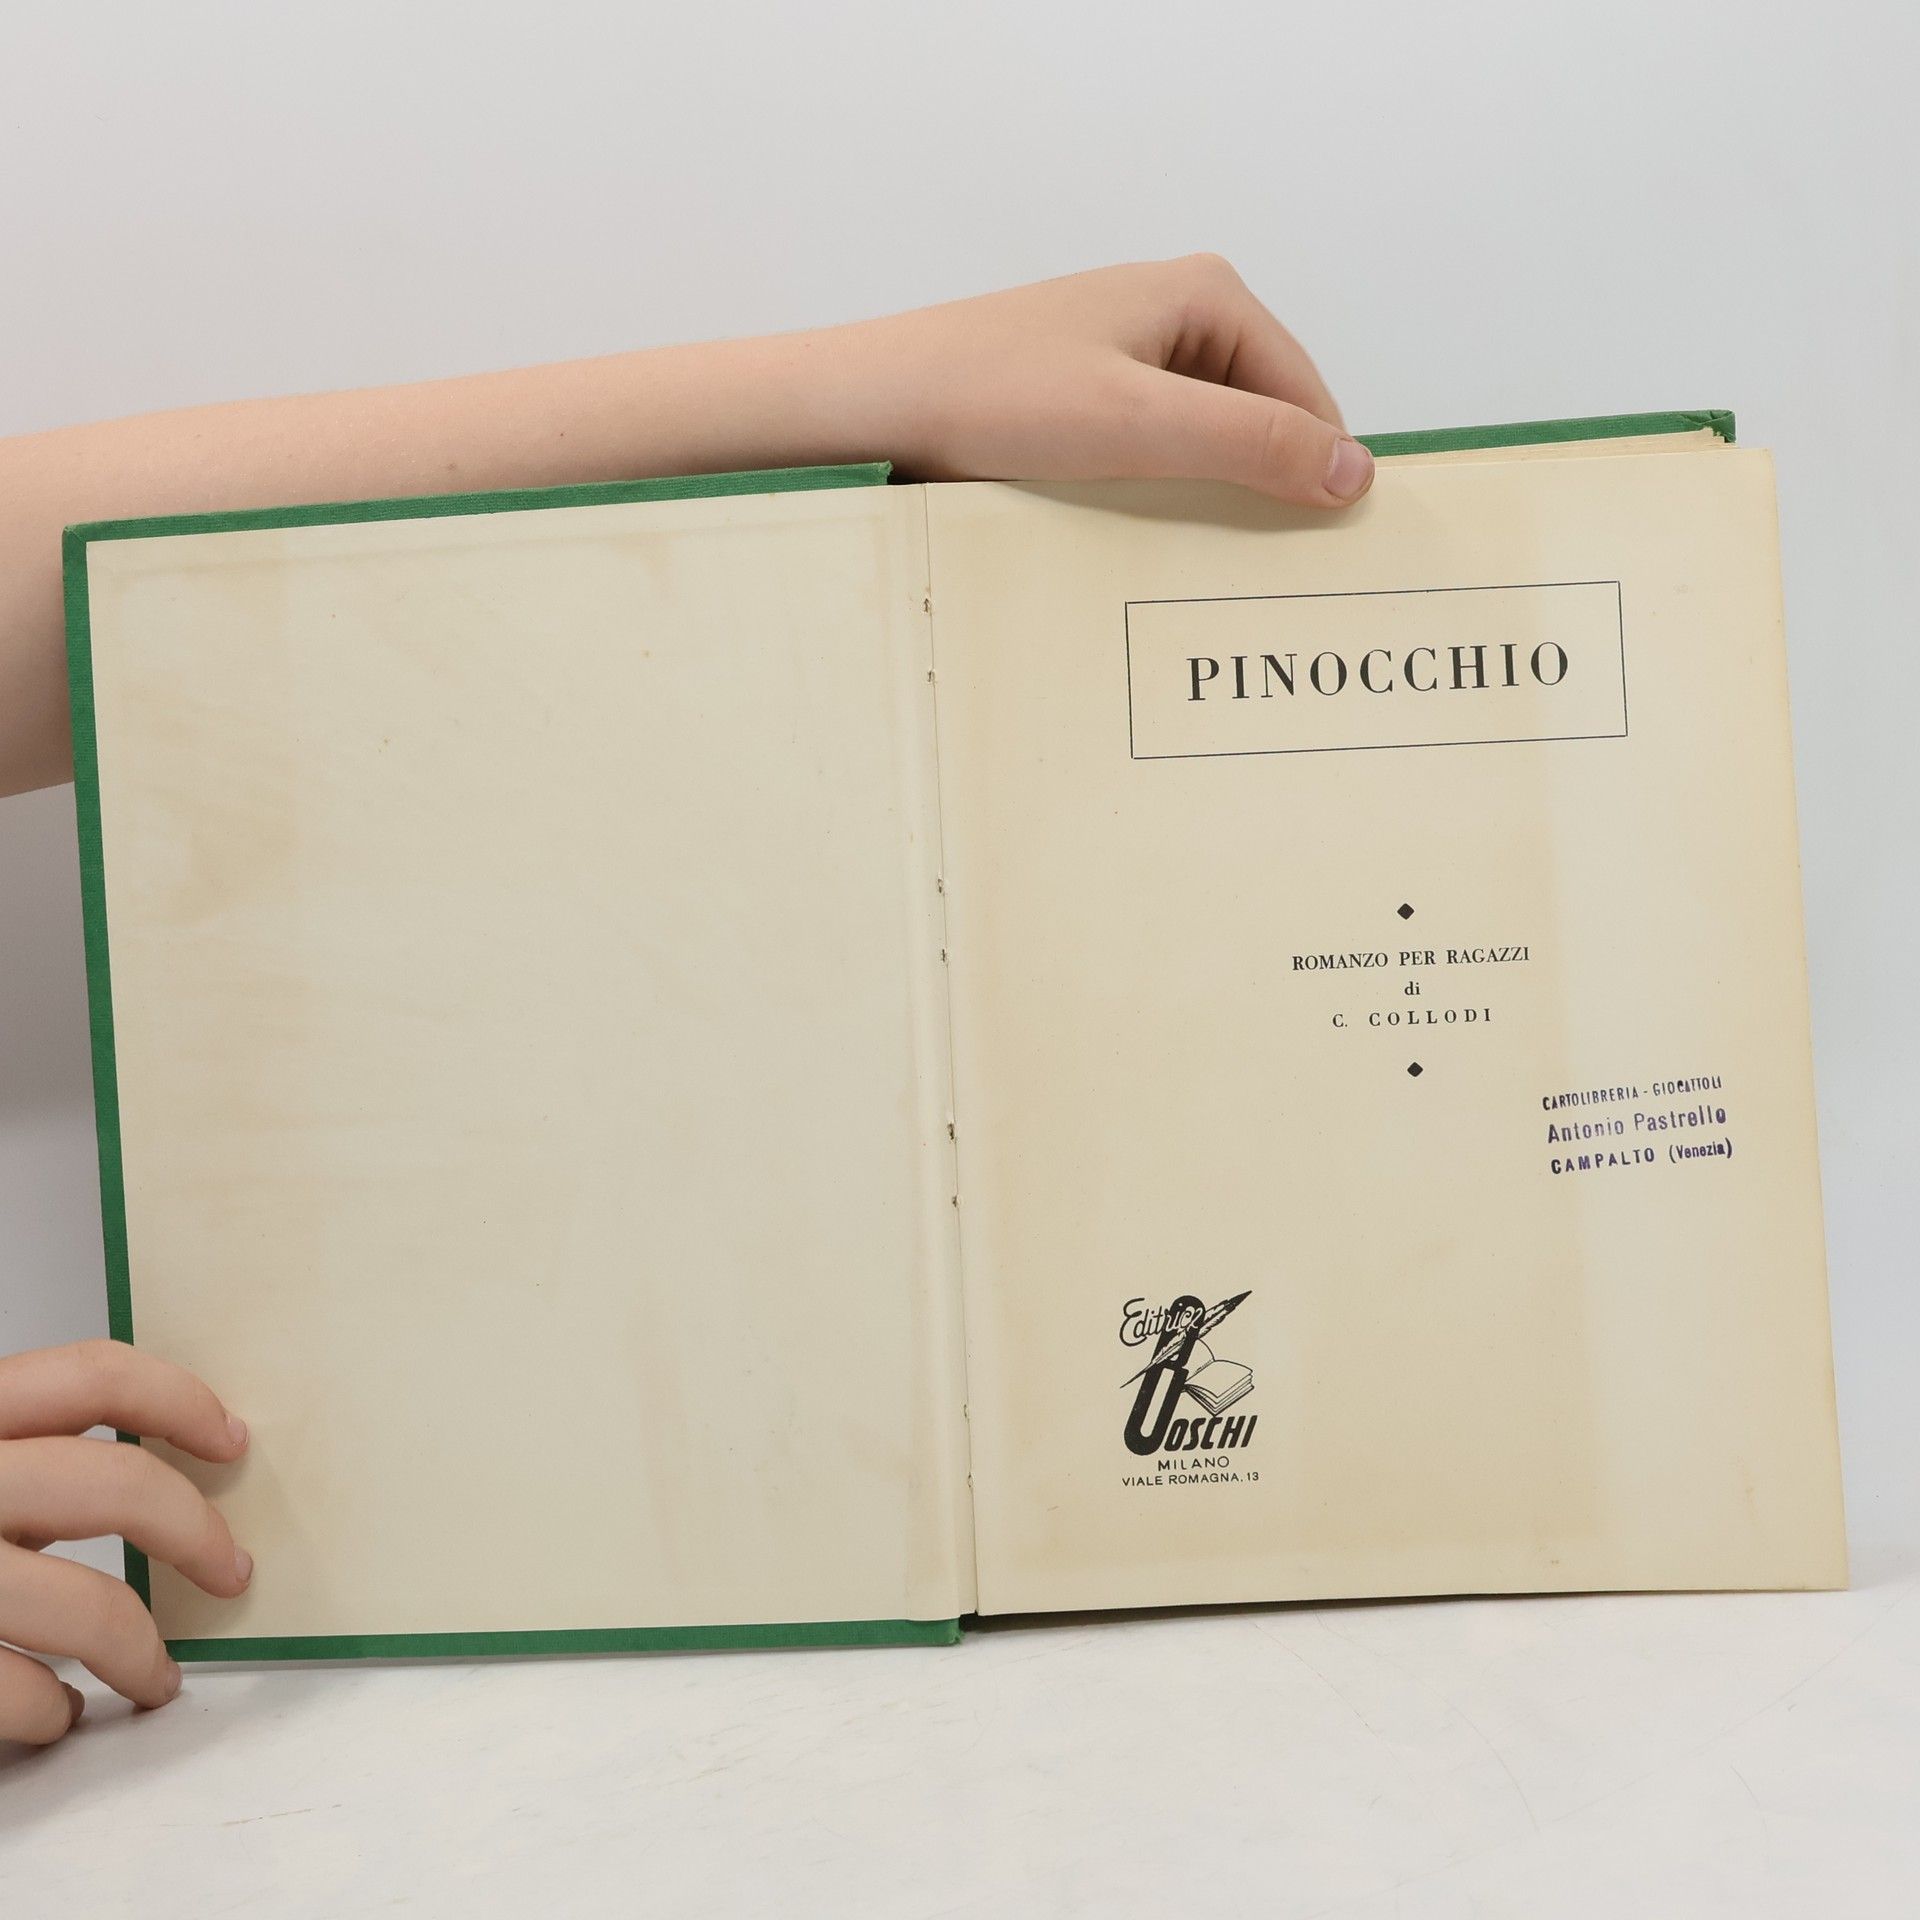 PINOCCHIO
ROMANZO PER RAGAZZI
di
C. COLLODI
CARTOLIBRERIA - GIOCATTOLI
Antonio Pastrello
CAMPALTO (Venezia)
Editrice
BOSCHI
MILANO
VIALE ROMAGNA, 13